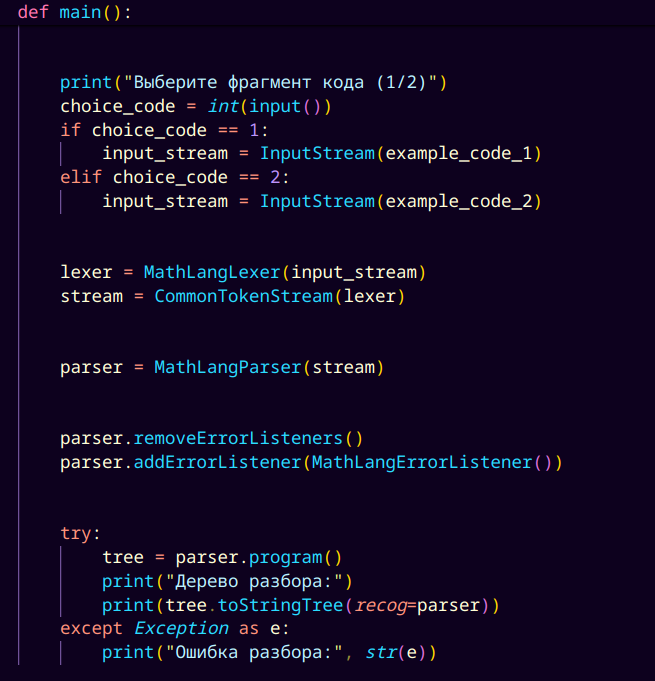 def main():
    print("Выберите фрагмент кода (1/2)")
    choice_code = int(input())
    if choice_code == 1:
        input_stream = InputStream(example_code_1)
    elif choice_code == 2:
        input_stream = InputStream(example_code_2)
    lexer = MathLangLexer(input_stream)
    stream = CommonTokenStream(lexer)
    parser = MathLangParser(stream)
    parser.removeErrorListeners()
    parser.addErrorListener(MathLangErrorListener())
    try:
        tree = parser.program()
        print("Дерево разбора:")
        print(tree.toStringTree(recog=parser))
    except Exception as e:
        print("Ошибка разбора:", str(e))